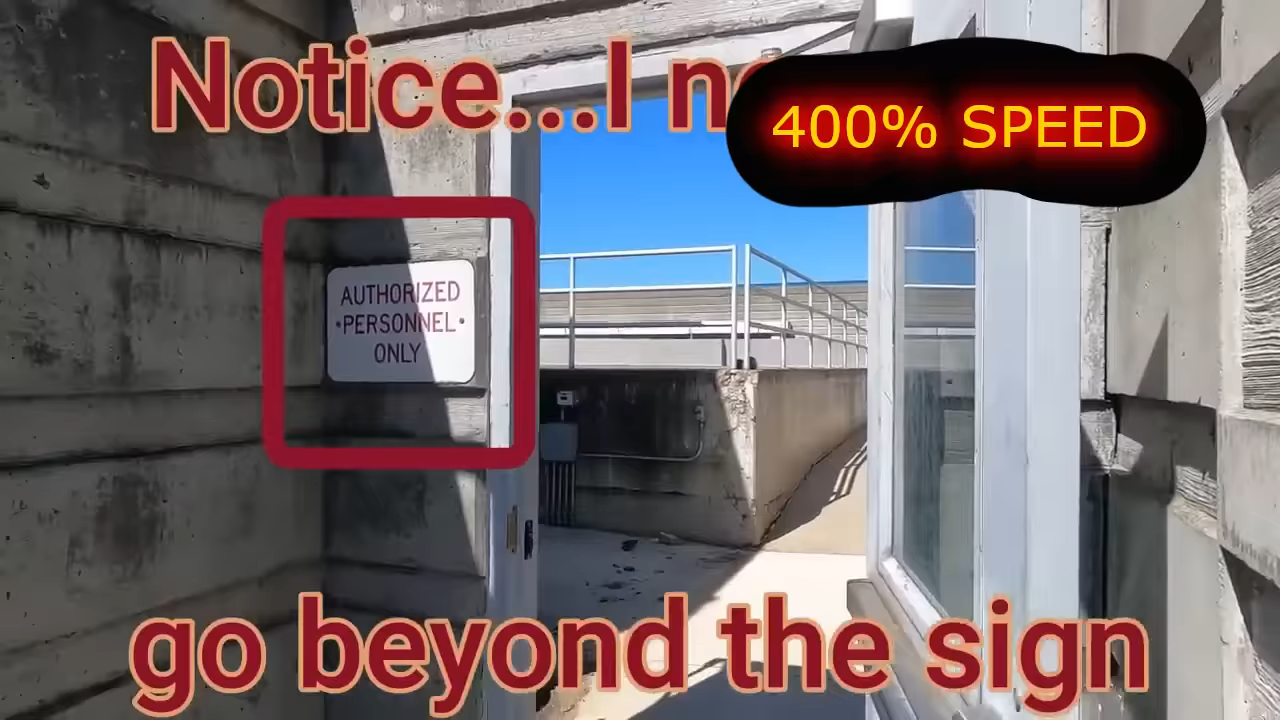 Notice...I
400% SPEED
AUTHORIZED
•PERSONNEL•
ONLY
go beyond the sign